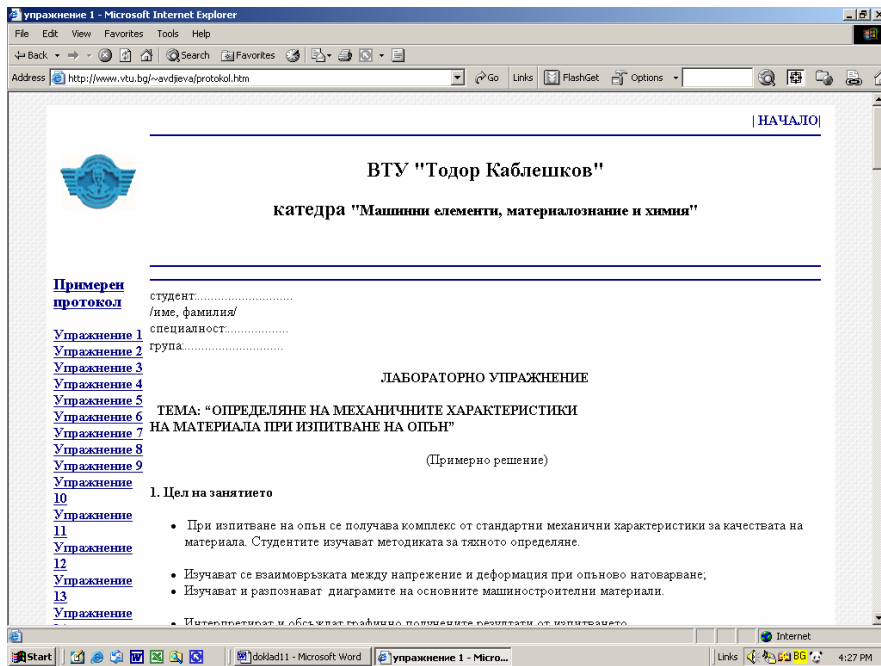 упражнение 1 - Microsoft Internet Explorer
File Edit View Favorites Tools Help
Back Search Favorites
Address http://www.vtu.bg/~avdjieva/protokol.htm Go Links FlashGet Options
| НАЧАЛО|
ВТУ "Тодор Каблешков"
катедра "Машинни елементи, материалознание и химия"
Примерен
протокол
Упражнение 1
Упражнение 2
Упражнение 3
Упражнение 4
Упражнение 5
Упражнение 6
Упражнение 7
Упражнение 8
Упражнение 9
Упражнение
10
Упражнение
11
Упражнение
12
Упражнение
13
Упражнение
студент:.............................
/име, фамилия/
специалност:...................
група:..............................
ЛАБОРАТОРНО УПРАЖНЕНИЕ
ТЕМА: “ОПРЕДЕЛЯНЕ НА МЕХАНИЧНИТЕ ХАРАКТЕРИСТИКИ
НА МАТЕРИАЛА ПРИ ИЗПИТВАНЕ НА ОПЪН”
(Примерно решение)
1. Цел на занятието
• При изпитване на опън се получава комплекс от стандартни механични характеристики за качествата на
материала. Студентите изучават методиката за тяхното определяне.
• Изучават се взаимовръзката между напрежение и деформация при опъново натоварване;
• Изучават и разпознават диаграмите на основните машиностроителни материали.
• Интерпретират и обсъждат графично получените резултати от изпитването
Internet
Start doklad11 - Microsoft Word упражнение 1 - Micro... Links BG 4:27 PM